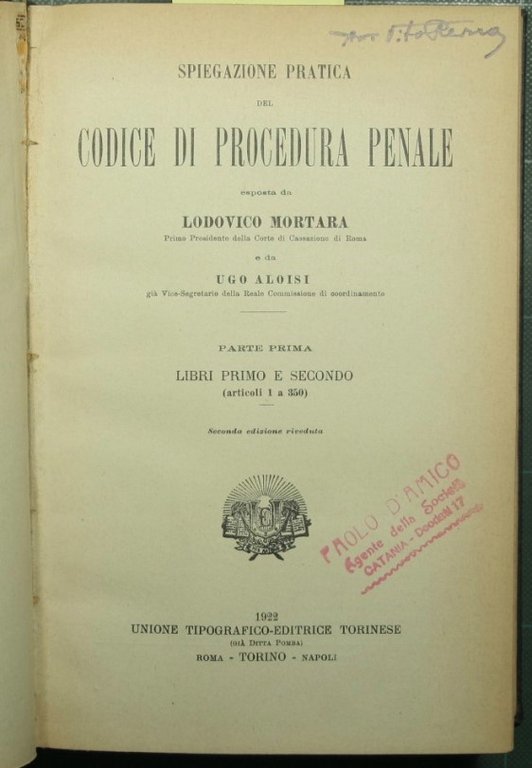 SPIEGAZIONE PRATICA
DEL
CODICE DI PROCEDURA PENALE
esposta da
LODOVICO MORTARA
Primo Presidente della Corte di Cassazione di Roma
e da
UGO ALOISI
già Vice-Segretario della Reale Commissione di coordinamento
PARTE PRIMA
LIBRI PRIMO E SECONDO
(articoli 1 a 350)
Seconda edizione riveduta
PAOLO D'AMICO
Agente della Società
CATANIA - Deodati 17
1922
UNIONE TIPOGRAFICO-EDITRICE TORINESE
(GIÀ DITTA POMBA)
ROMA - TORINO - NAPOLI